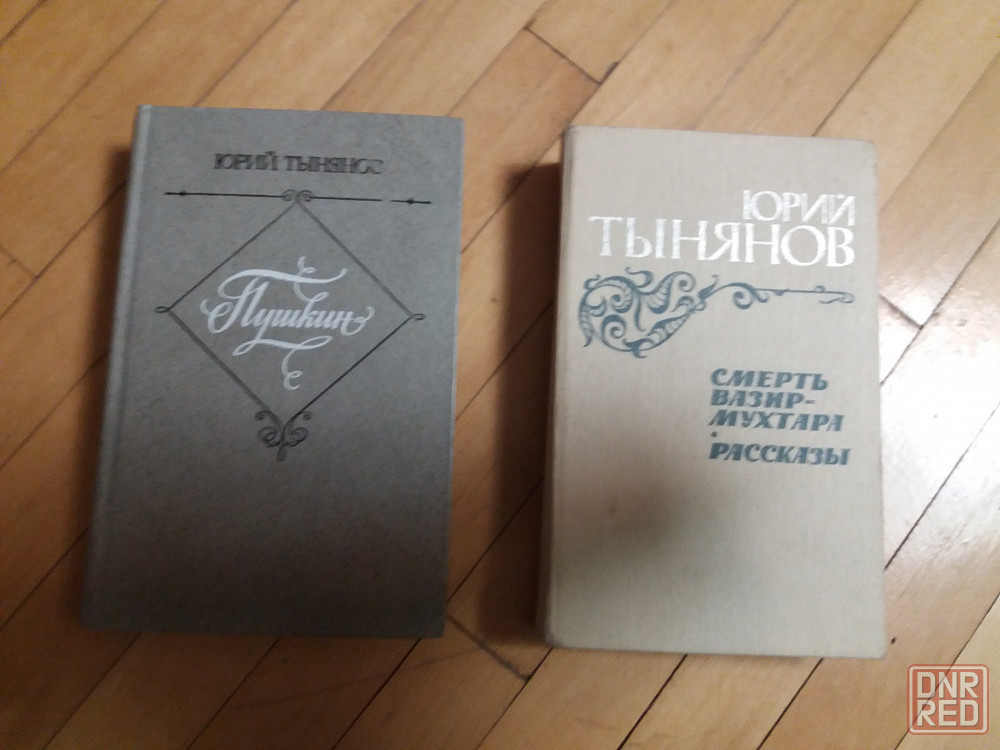 ЮРИЙ ТЫНЯНОВ
Пушкин
ЮРИЙ
ТЫНЯНОВ
СМЕРТЬ
ВАЗИР-
МУХТАРА
РАССКАЗЫ
DNR
RED